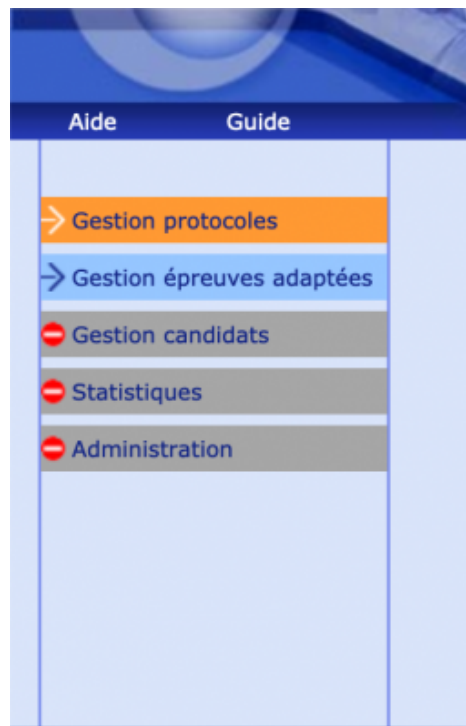 Aide Guide
Gestion protocoles
Gestion épreuves adaptées
Gestion candidats
Statistiques
Administration